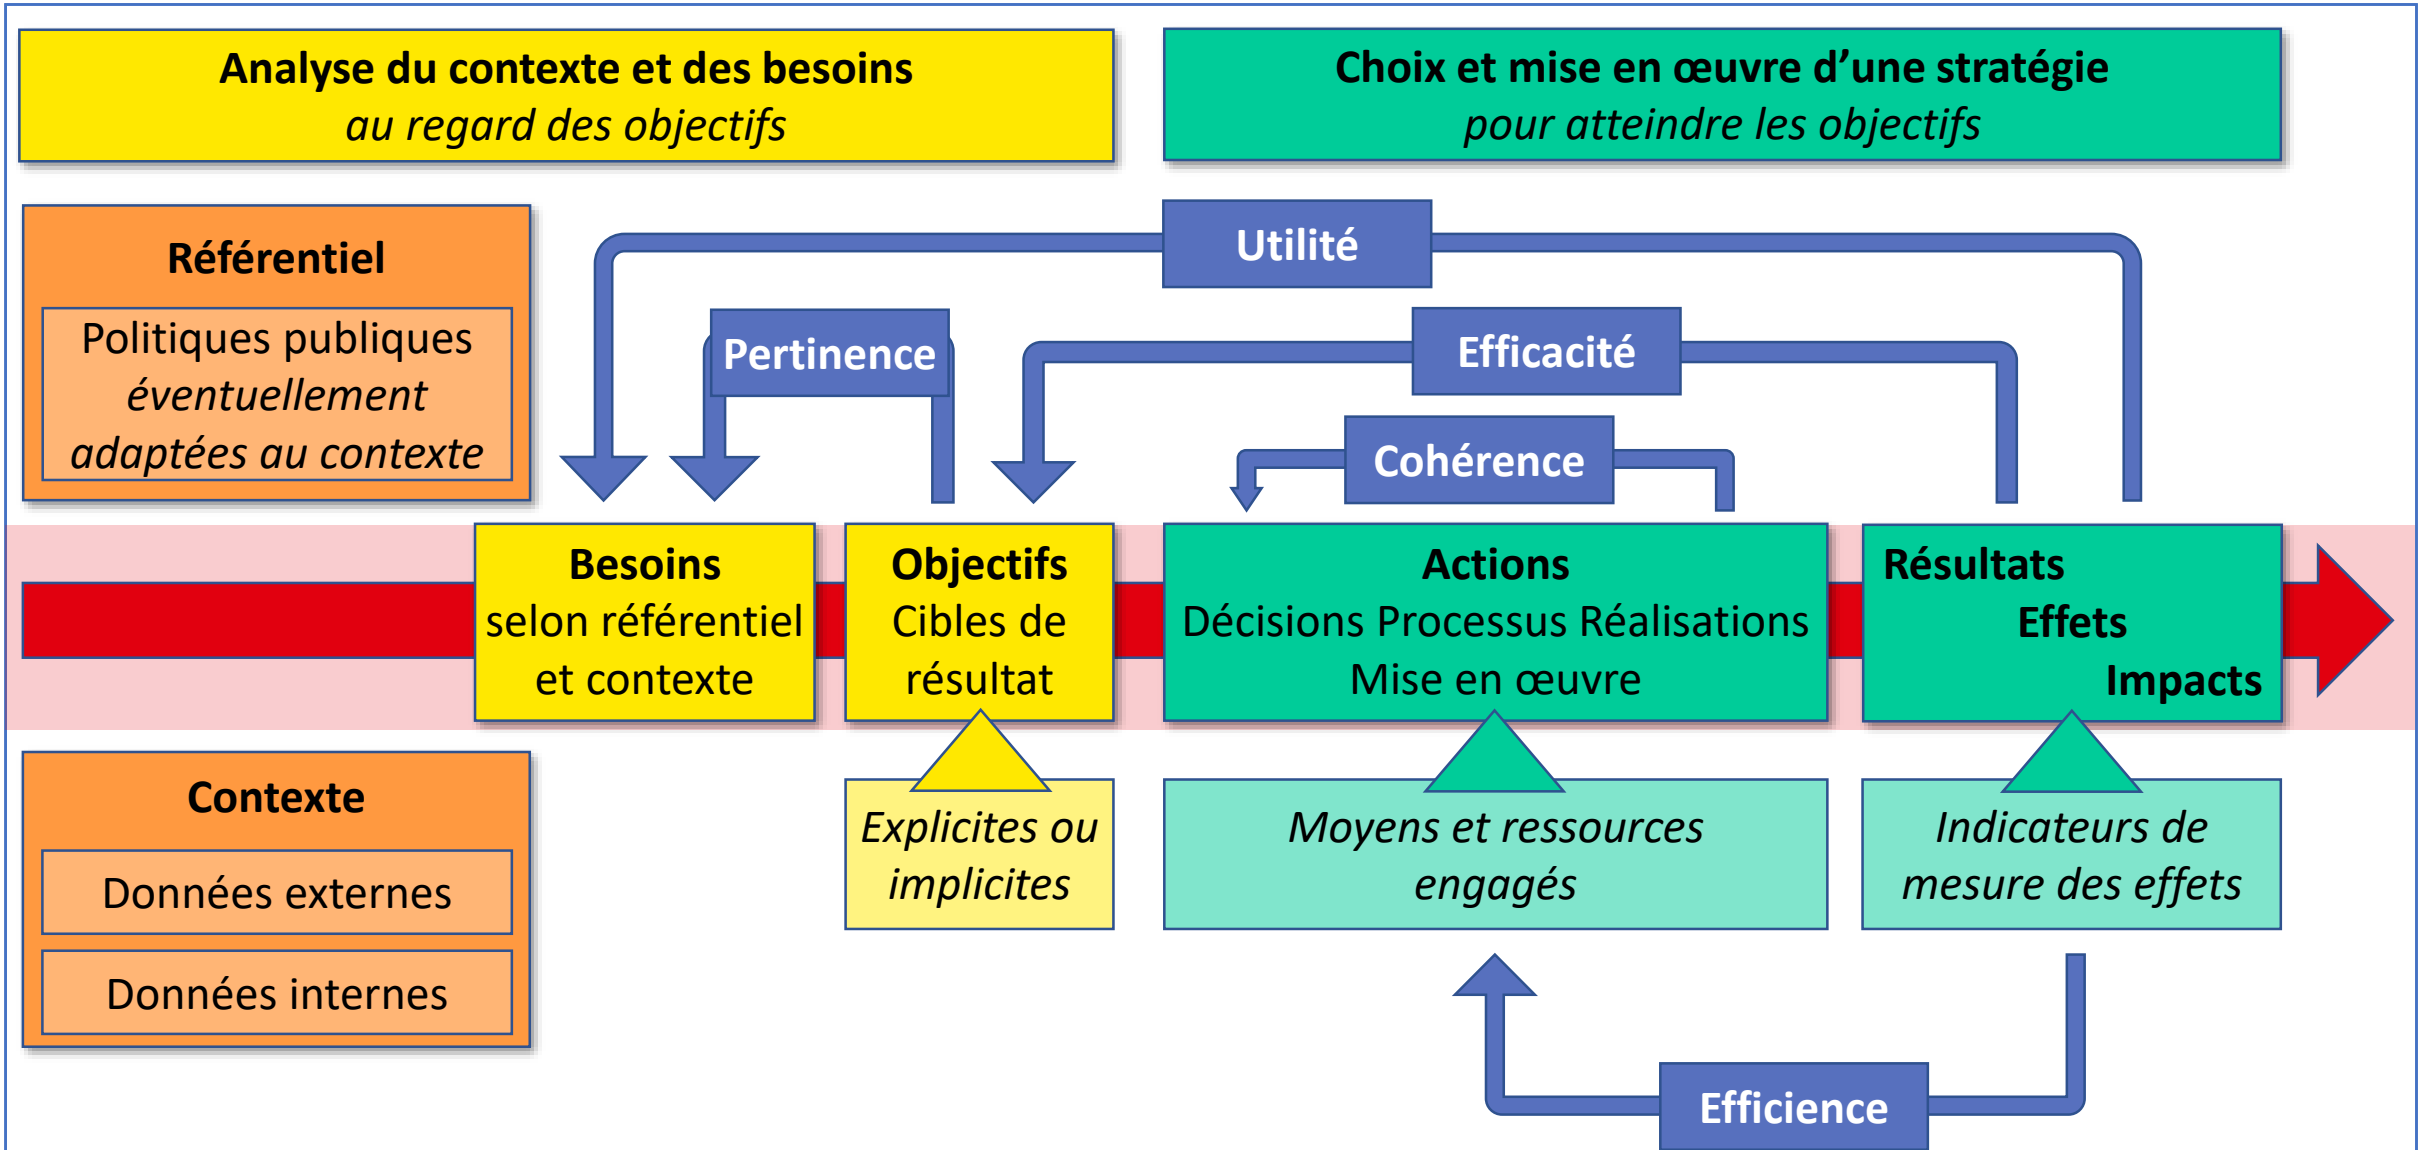 Analyse du contexte et des besoins
au regard des objectifs
Choix et mise en œuvre d’une stratégie
pour atteindre les objectifs
Référentiel
Politiques publiques
éventuellement
adaptées au contexte
Utilité
Pertinence
Efficacité
Cohérence
Besoins
selon référentiel
et contexte
Objectifs
Cibles de
résultat
Actions
Décisions Processus Réalisations
Mise en œuvre
Résultats
Effets
Impacts
Contexte
Données externes
Données internes
Explicites ou
implicites
Moyens et ressources
engagés
Indicateurs de
mesure des effets
Efficience